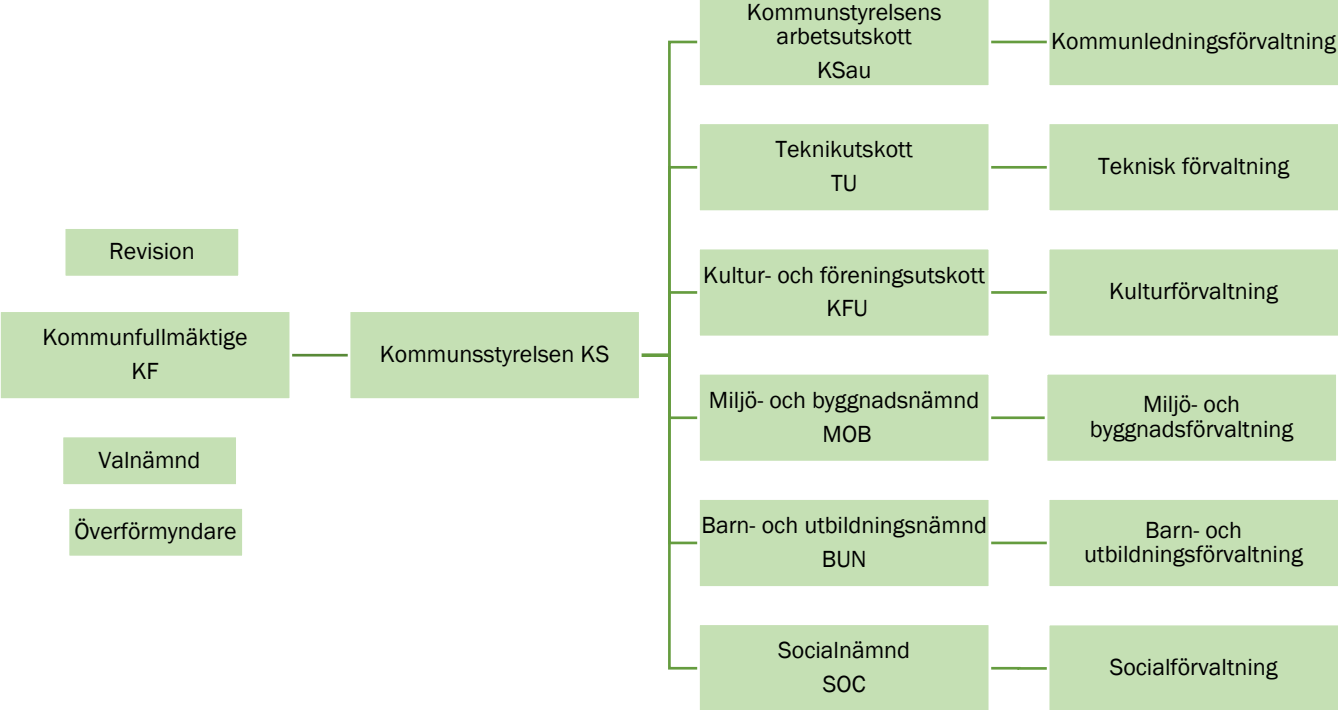 Revision
Kommunfullmäktige
KF
Valnämnd
Överförmyndare
Kommunsstyrelsen KS
Kommunstyrelsens
arbetsutskott
KSau
Kommunledningsförvaltning
Teknikutskott
TU
Teknisk förvaltning
Kultur- och föreningsutskott
KFU
Kulturförvaltning
Miljö- och byggnadsnämnd
MOB
Miljö- och
byggnadsförvaltning
Barn- och utbildningsnämnd
BUN
Barn- och
utbildningsförvaltning
Socialnämnd
SOC
Socialförvaltning